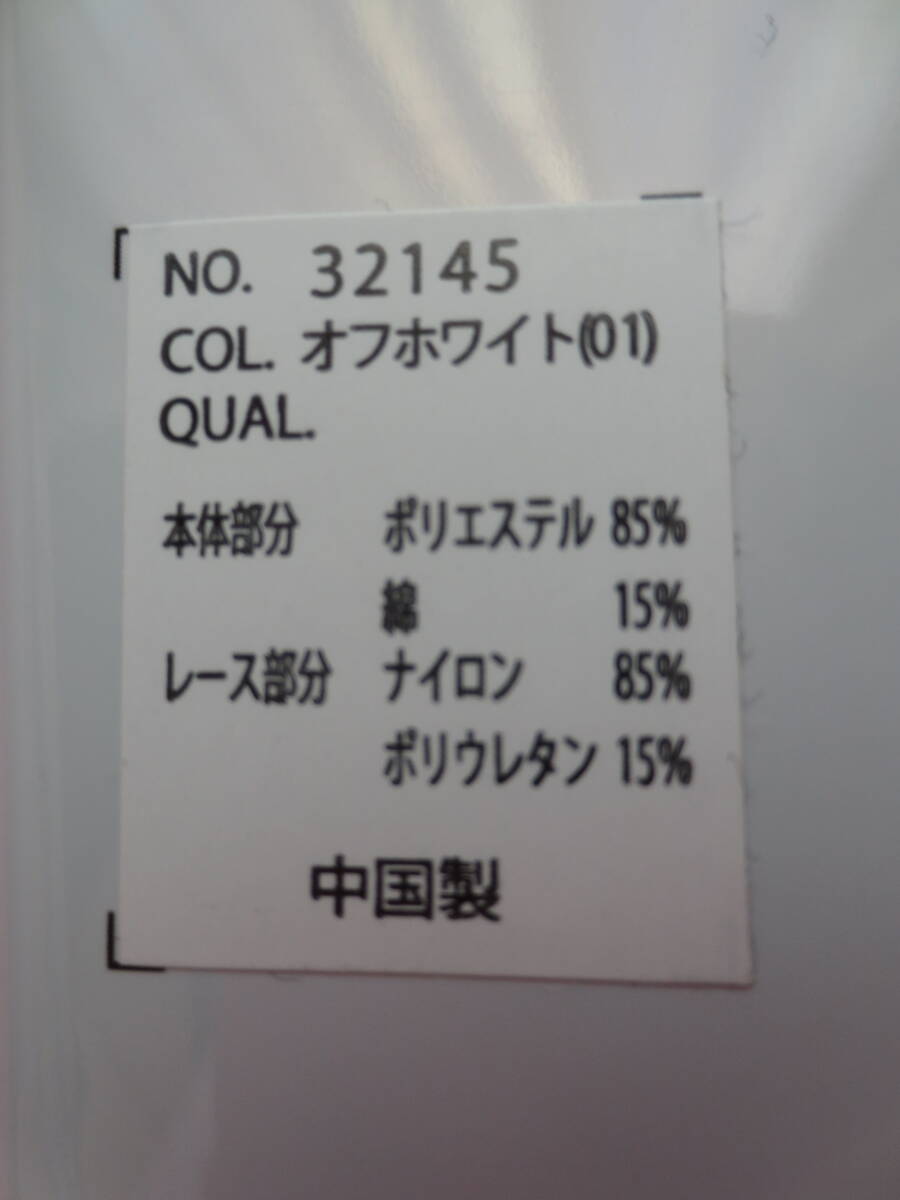 NO. 32145
COL. オフホワイト(01)
QUAL.
本体部分 ポリエステル 85%
綿 15%
レース部分 ナイロン 85%
ポリウレタン 15%
中国製